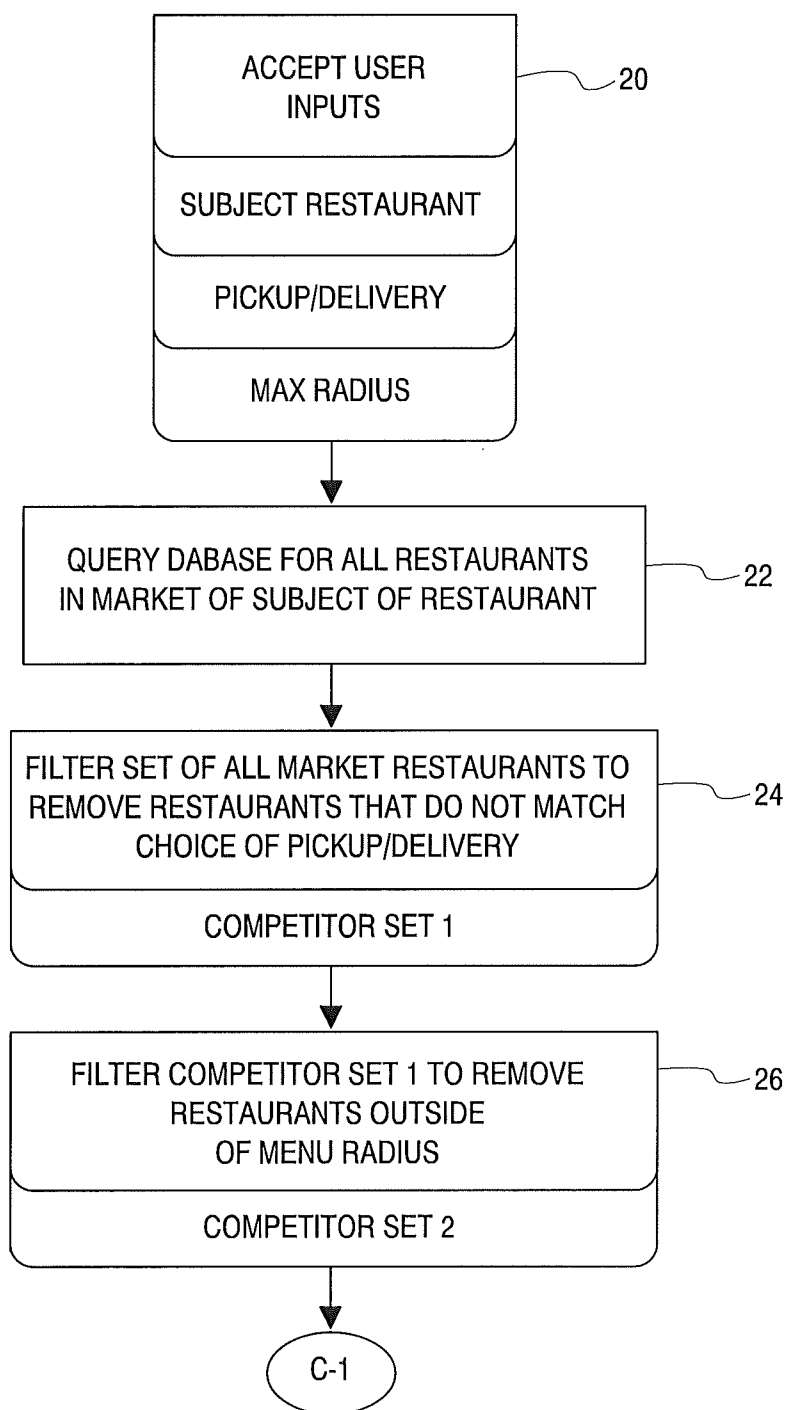 ACCEPT USER
INPUTS
20
SUBJECT RESTAURANT
PICKUP/DELIVERY
MAX RADIUS
QUERY DABASE FOR ALL RESTAURANTS
IN MARKET OF SUBJECT OF RESTAURANT
22
FILTER SET OF ALL MARKET RESTAURANTS TO
REMOVE RESTAURANTS THAT DO NOT MATCH
CHOICE OF PICKUP/DELIVERY
24
COMPETITOR SET 1
FILTER COMPETITOR SET 1 TO REMOVE
RESTAURANTS OUTSIDE
OF MENU RADIUS
26
COMPETITOR SET 2
C-1